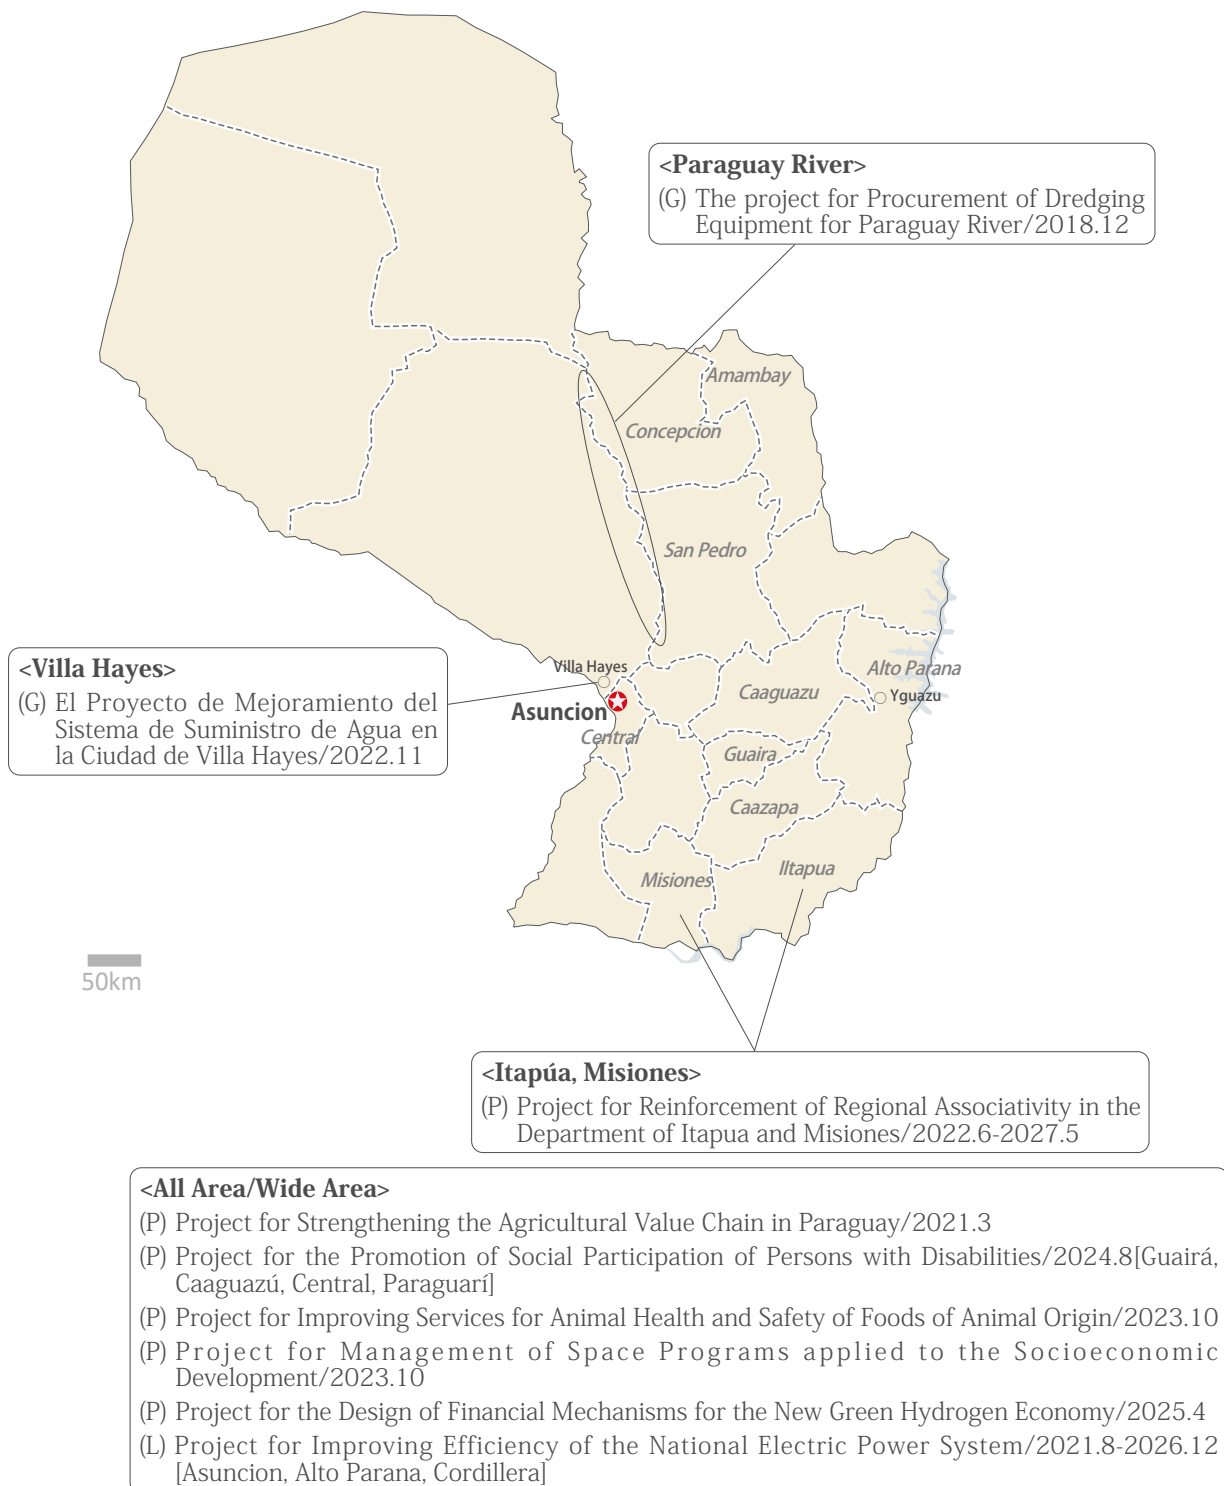 <Paraguay River>
(G) The project for Procurement of Dredging
Equipment for Paraguay River/2018.12
Amambay
Concepcion
San Pedro
<Villa Hayes>
(G) El Proyecto de Mejoramiento del
Sistema de Suministro de Agua en
la Ciudad de Villa Hayes/2022.11
Villa Hayes
Alto Parana
Caaguazu
Yguazu
Asuncion
Central
Guaira
Caazapa
Misiones
IItapua
50km
<Itapúa, Misiones>
(P) Project for Reinforcement of Regional Associativity in the
Department of Itapua and Misiones/2022.6-2027.5
<All Area/Wide Area>
(P) Project for Strengthening the Agricultural Value Chain in Paraguay/2021.3
(P) Project for the Promotion of Social Participation of Persons with Disabilities/2024.8[Guairá,
Caaguazú, Central, Paraguarí]
(P) Project for Improving Services for Animal Health and Safety of Foods of Animal Origin/2023.10
(P) Project for Management of Space Programs applied to the Socioeconomic
Development/2023.10
(P) Project for the Design of Financial Mechanisms for the New Green Hydrogen Economy/2025.4
(L) Project for Improving Efficiency of the National Electric Power System/2021.8-2026.12
[Asuncion, Alto Parana, Cordillera]